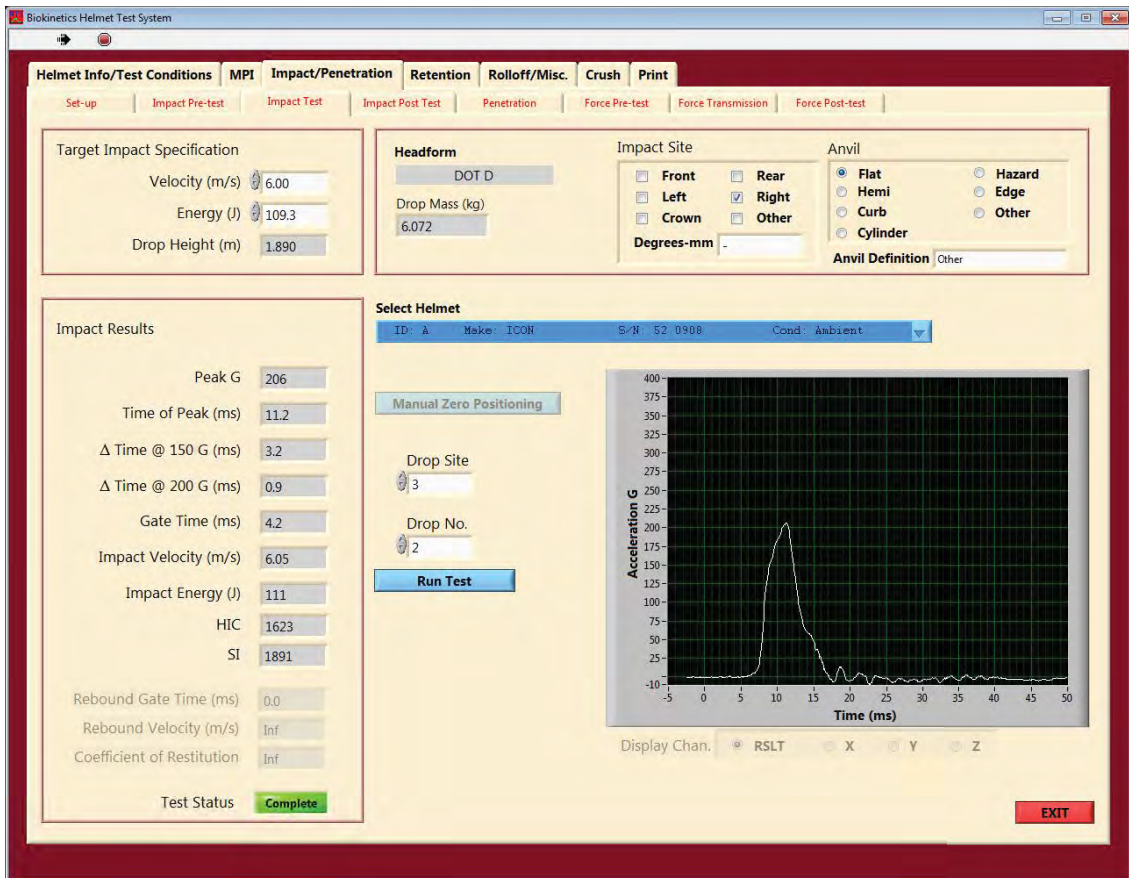 Biokinetics Helmet Test System
Helmet Info/Test Conditions MPI Impact/Penetration Retention Rolloff/Misc. Crush Print
Set-up Impact Pre-test Impact Test Impact Post Test Penetration Force Pre-test Force Transmission Force Post-test
Target Impact Specification
Velocity (m/s) 6.00
Energy (J) 109.3
Drop Height (m) 1.890
Headform
DOT D
Drop Mass (kg)
6.072
Impact Site
Front Rear
Left Right
Crown Other
Degrees-mm -
Anvil
Flat Hazard
Hemi Edge
Curb Other
Cylinder
Anvil Definition Other
Select Helmet
ID: A Make: ICON S/N: 52 0908 Cond: Ambient
Impact Results
Peak G 206
Time of Peak (ms) 11.2
Δ Time @ 150 G (ms) 3.2
Δ Time @ 200 G (ms) 0.9
Gate Time (ms) 4.2
Impact Velocity (m/s) 6.05
Impact Energy (J) 111
HIC 1623
SI 1891
Rebound Gate Time (ms) 0.0
Rebound Velocity (m/s) Inf
Coefficient of Restitution Inf
Test Status Complete
Manual Zero Positioning
Drop Site
3
Drop No.
2
Run Test
Acceleration G
400
375
350
325
300
275
250
225
200
175
150
125
100
75
50
25
-10
-5 0 5 10 15 20 25 30 35 40 45 50
Time (ms)
Display Chan. RSLT X Y Z
EXIT